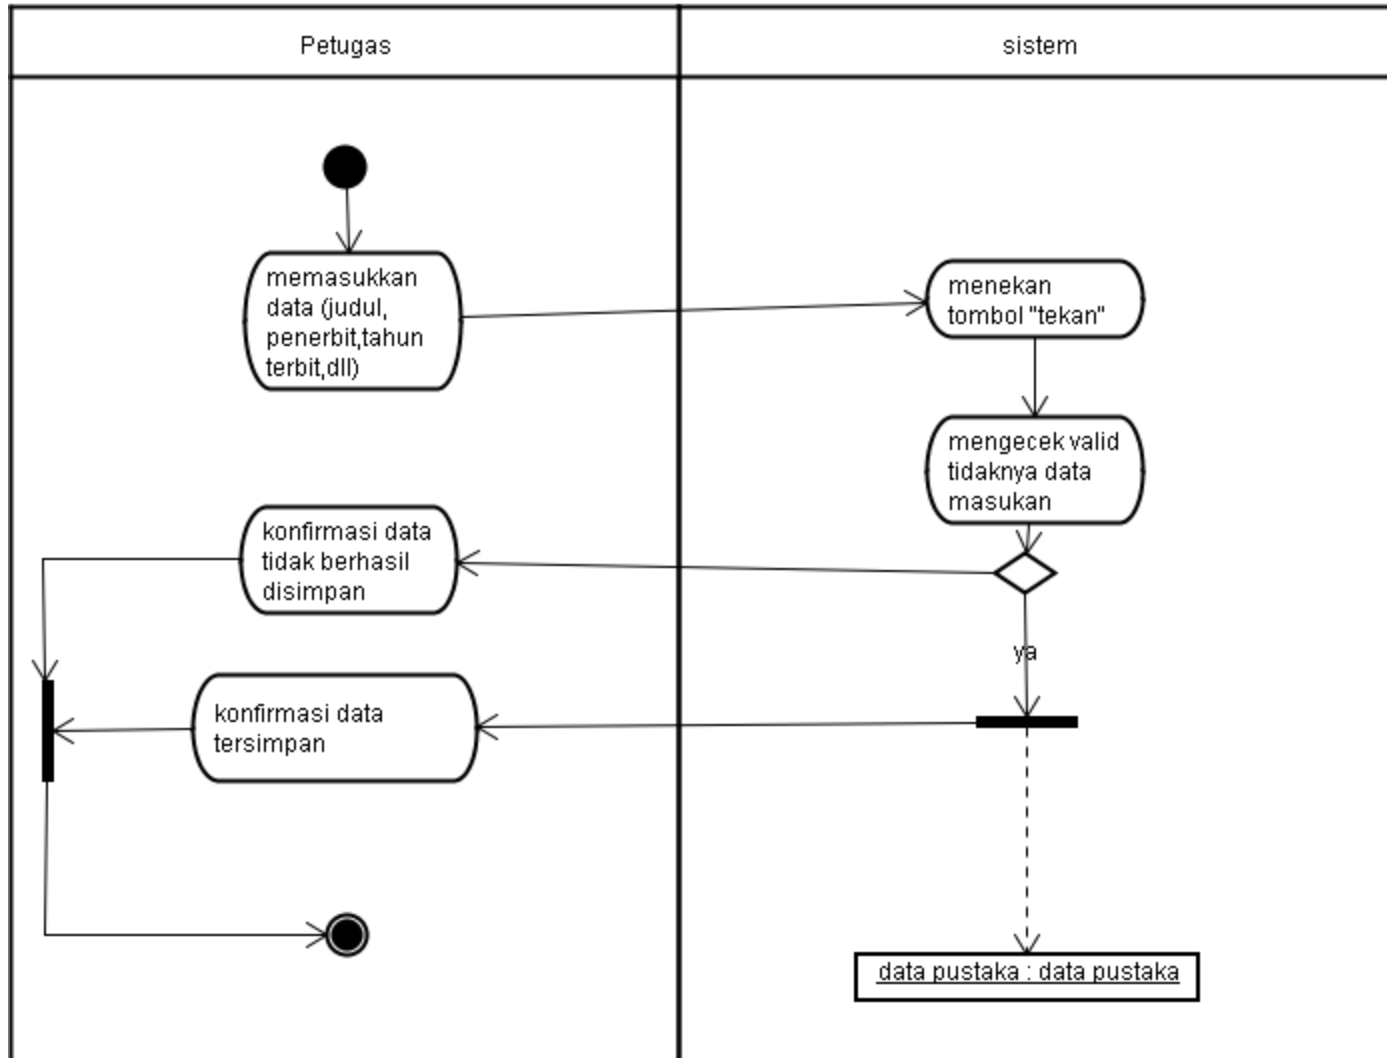 Petugas
sistem
memasukkan
data (judul,
penerbit,tahun
terbit,dll)
menekan
tombol "tekan"
mengecek valid
tidaknya data
masukan
konfirmasi data
tidak berhasil
disimpan
ya
konfirmasi data
tersimpan
data pustaka : data pustaka